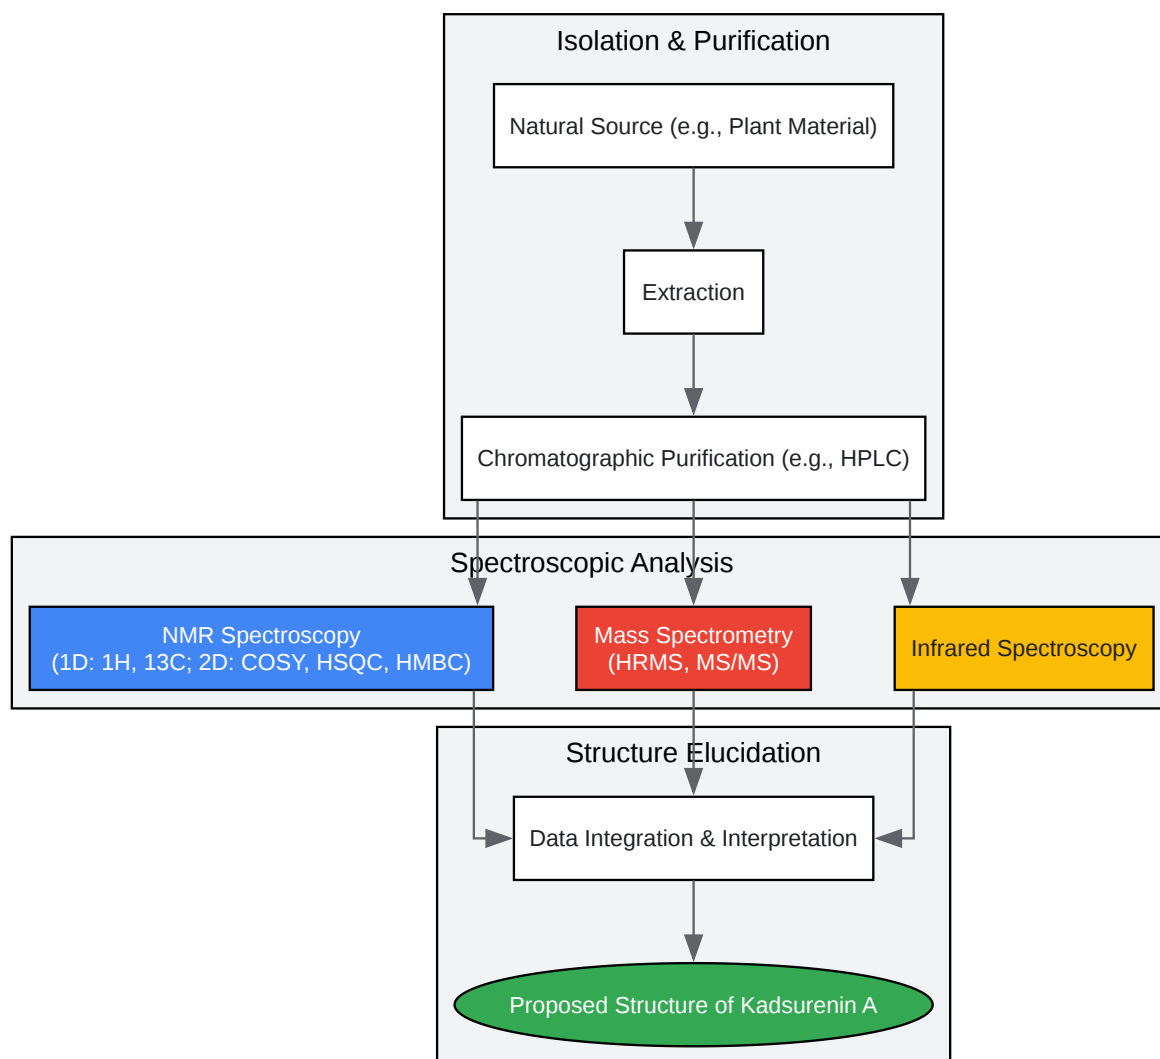 Isolation & Purification
Natural Source (e.g., Plant Material)
Extraction
Chromatographic Purification (e.g., HPLC)
Spectroscopic Analysis
NMR Spectroscopy
(1D: 1H, 13C; 2D: COSY, HSQC, HMBC)
Mass Spectrometry
(HRMS, MS/MS)
Infrared Spectroscopy
Structure Elucidation
Data Integration & Interpretation
Proposed Structure of Kadsurenin A